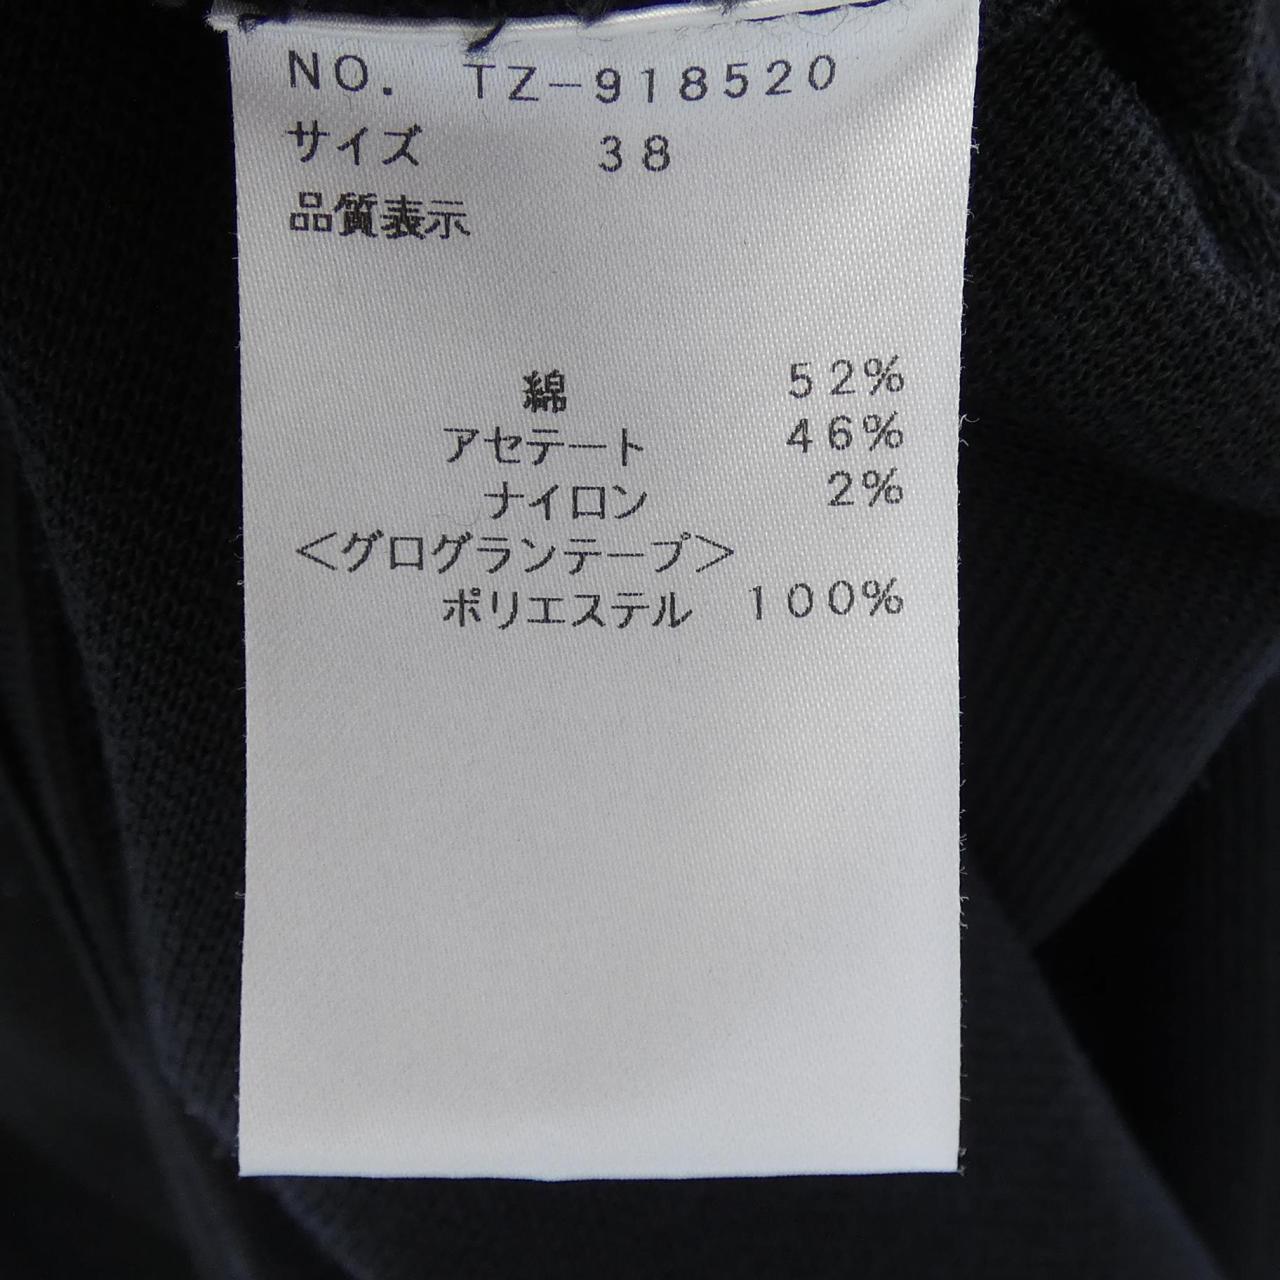 NO. TZ-918520
サイズ 38
品質表示
綿 52%
アセテート 46%
ナイロン 2%
<グログランテープ>
ポリエステル 100%